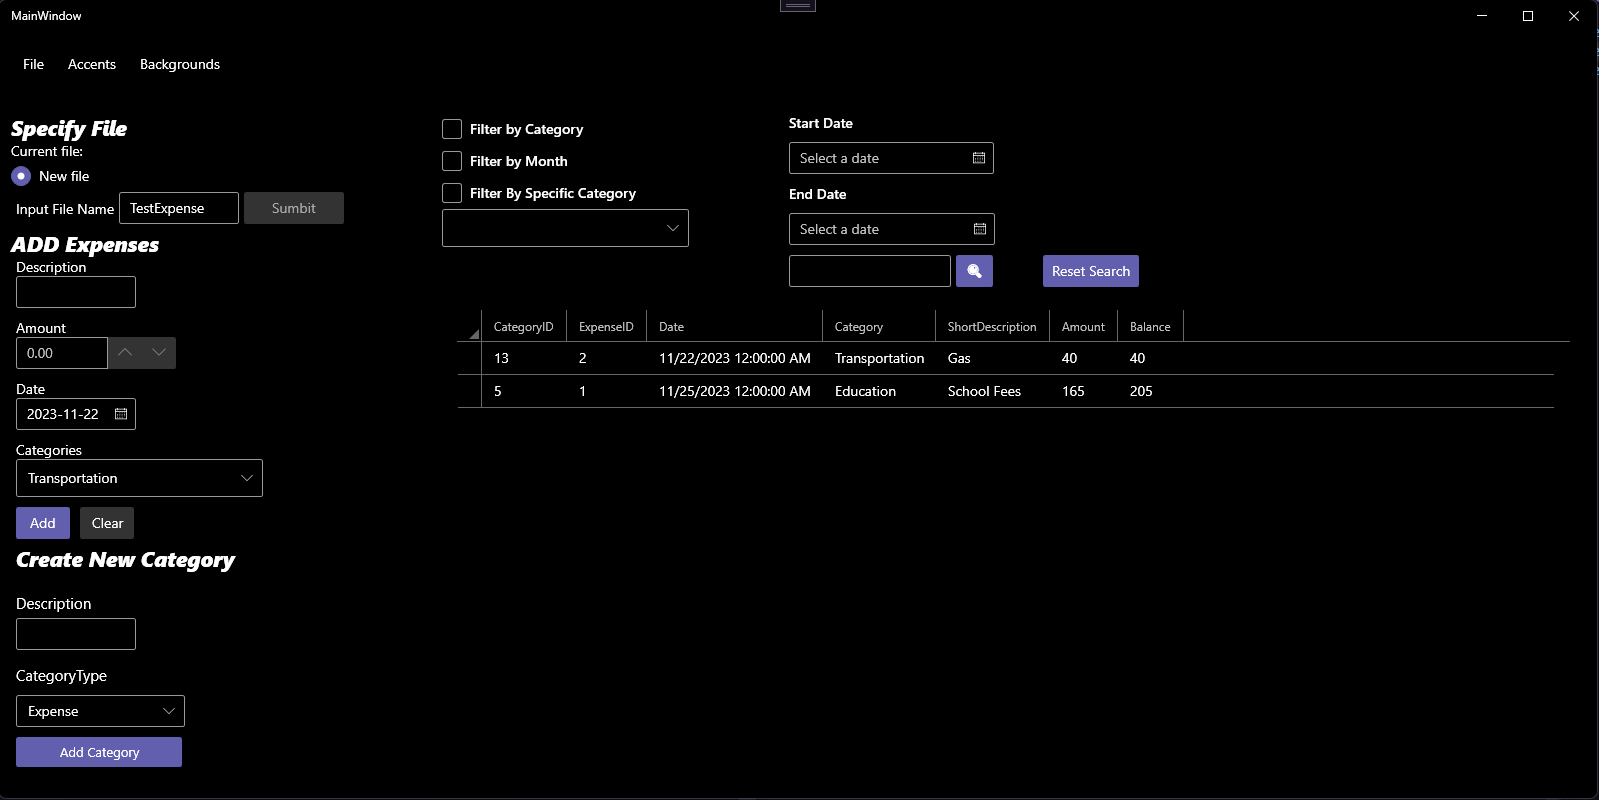 MainWindow
File Accents Backgrounds
Specify File
Current file:
New file
Input File Name TestExpense Sumbit
ADD Expenses
Description
Amount
0.00
Date
2023-11-22
Categories
Transportation
Add Clear
Create New Category
Description
CategoryType
Expense
Add Category
Filter by Category
Filter by Month
Filter By Specific Category
Start Date
Select a date
End Date
Select a date
Reset Search
CategoryID ExpenseID Date Category ShortDescription Amount Balance
13 2 11/22/2023 12:00:00 AM Transportation Gas 40 40
5 1 11/25/2023 12:00:00 AM Education School Fees 165 205